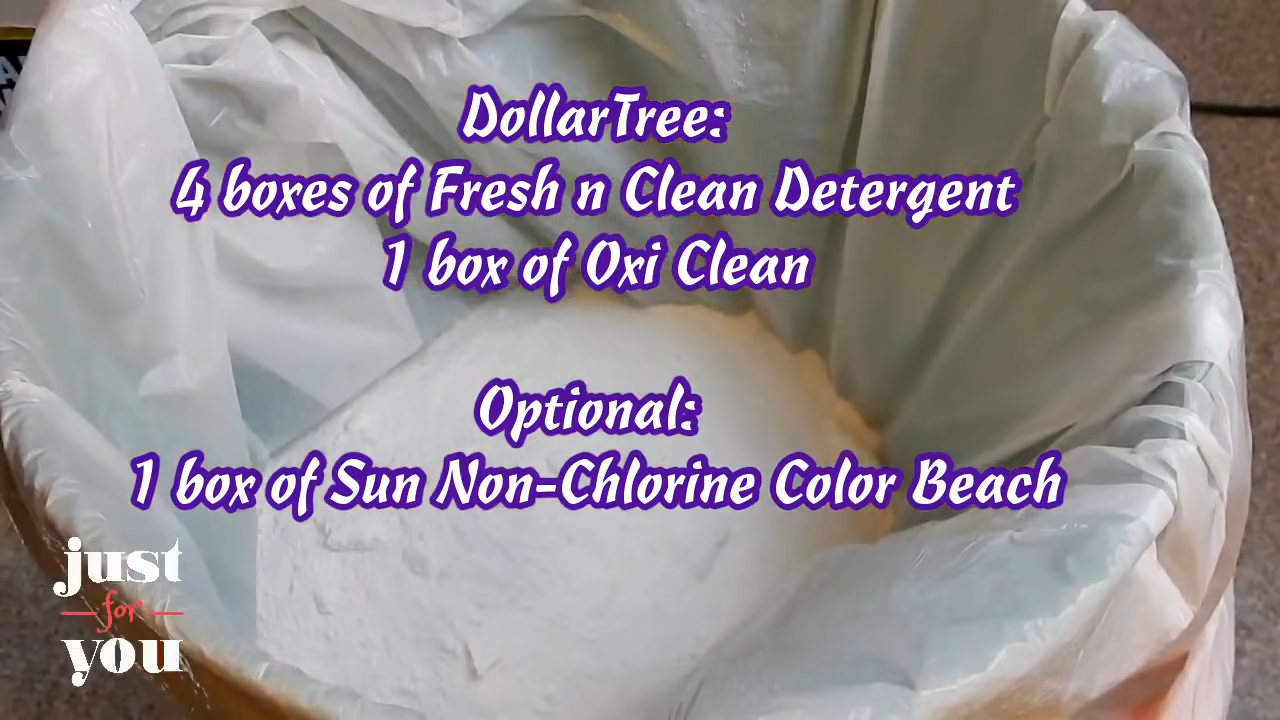 DollarTree:
4 boxes of Fresh n Clean Detergent
1 box of Oxi Clean
Optional:
1 box of Sun Non-Chlorine Color Beach
just
for
you